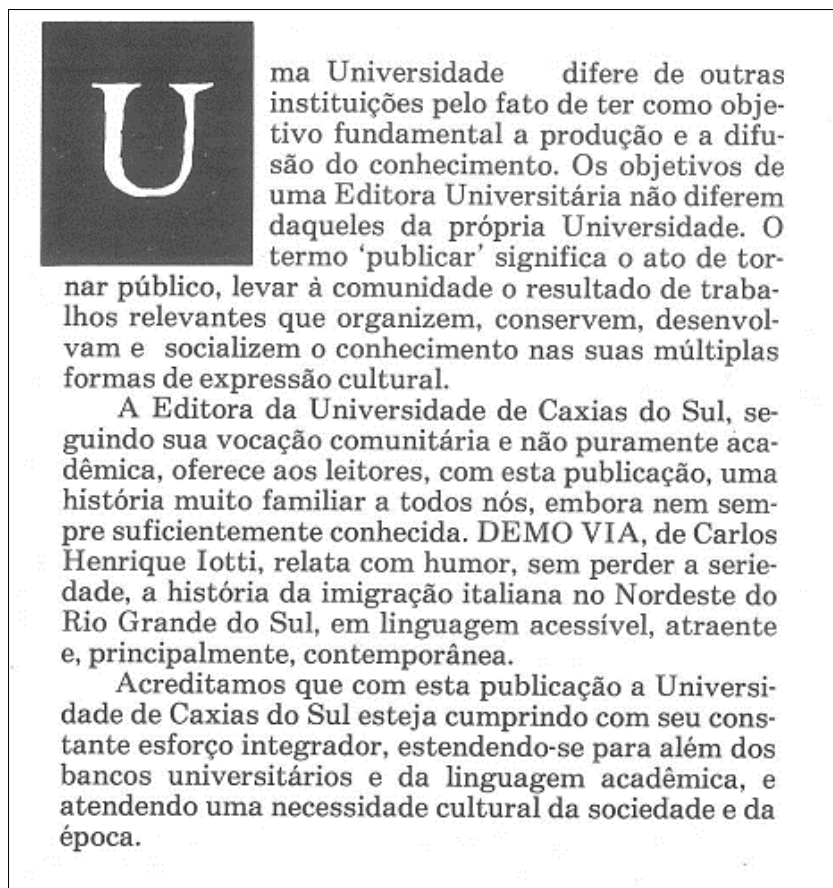 Uma Universidade difere de outras
instituições pelo fato de ter como obje-
tivo fundamental a produção e a difu-
são do conhecimento. Os objetivos de
uma Editora Universitária não diferem
daqueles da própria Universidade. O
termo ‘publicar’ significa o ato de tor-
nar público, levar à comunidade o resultado de traba-
lhos relevantes que organizem, conservem, desenvol-
vam e socializem o conhecimento nas suas múltiplas
formas de expressão cultural.
A Editora da Universidade de Caxias do Sul, se-
guindo sua vocação comunitária e não puramente aca-
dêmica, oferece aos leitores, com esta publicação, uma
história muito familiar a todos nós, embora nem sem-
pre suficientemente conhecida. DEMO VIA, de Carlos
Henrique Iotti, relata com humor, sem perder a serie-
dade, a história da imigração italiana no Nordeste do
Rio Grande do Sul, em linguagem acessível, atraente
e, principalmente, contemporânea.
Acreditamos que com esta publicação a Universi-
dade de Caxias do Sul esteja cumprindo com seu cons-
tante esforço integrador, estendendo-se para além dos
bancos universitários e da linguagem acadêmica, e
atendendo uma necessidade cultural da sociedade e da
época.